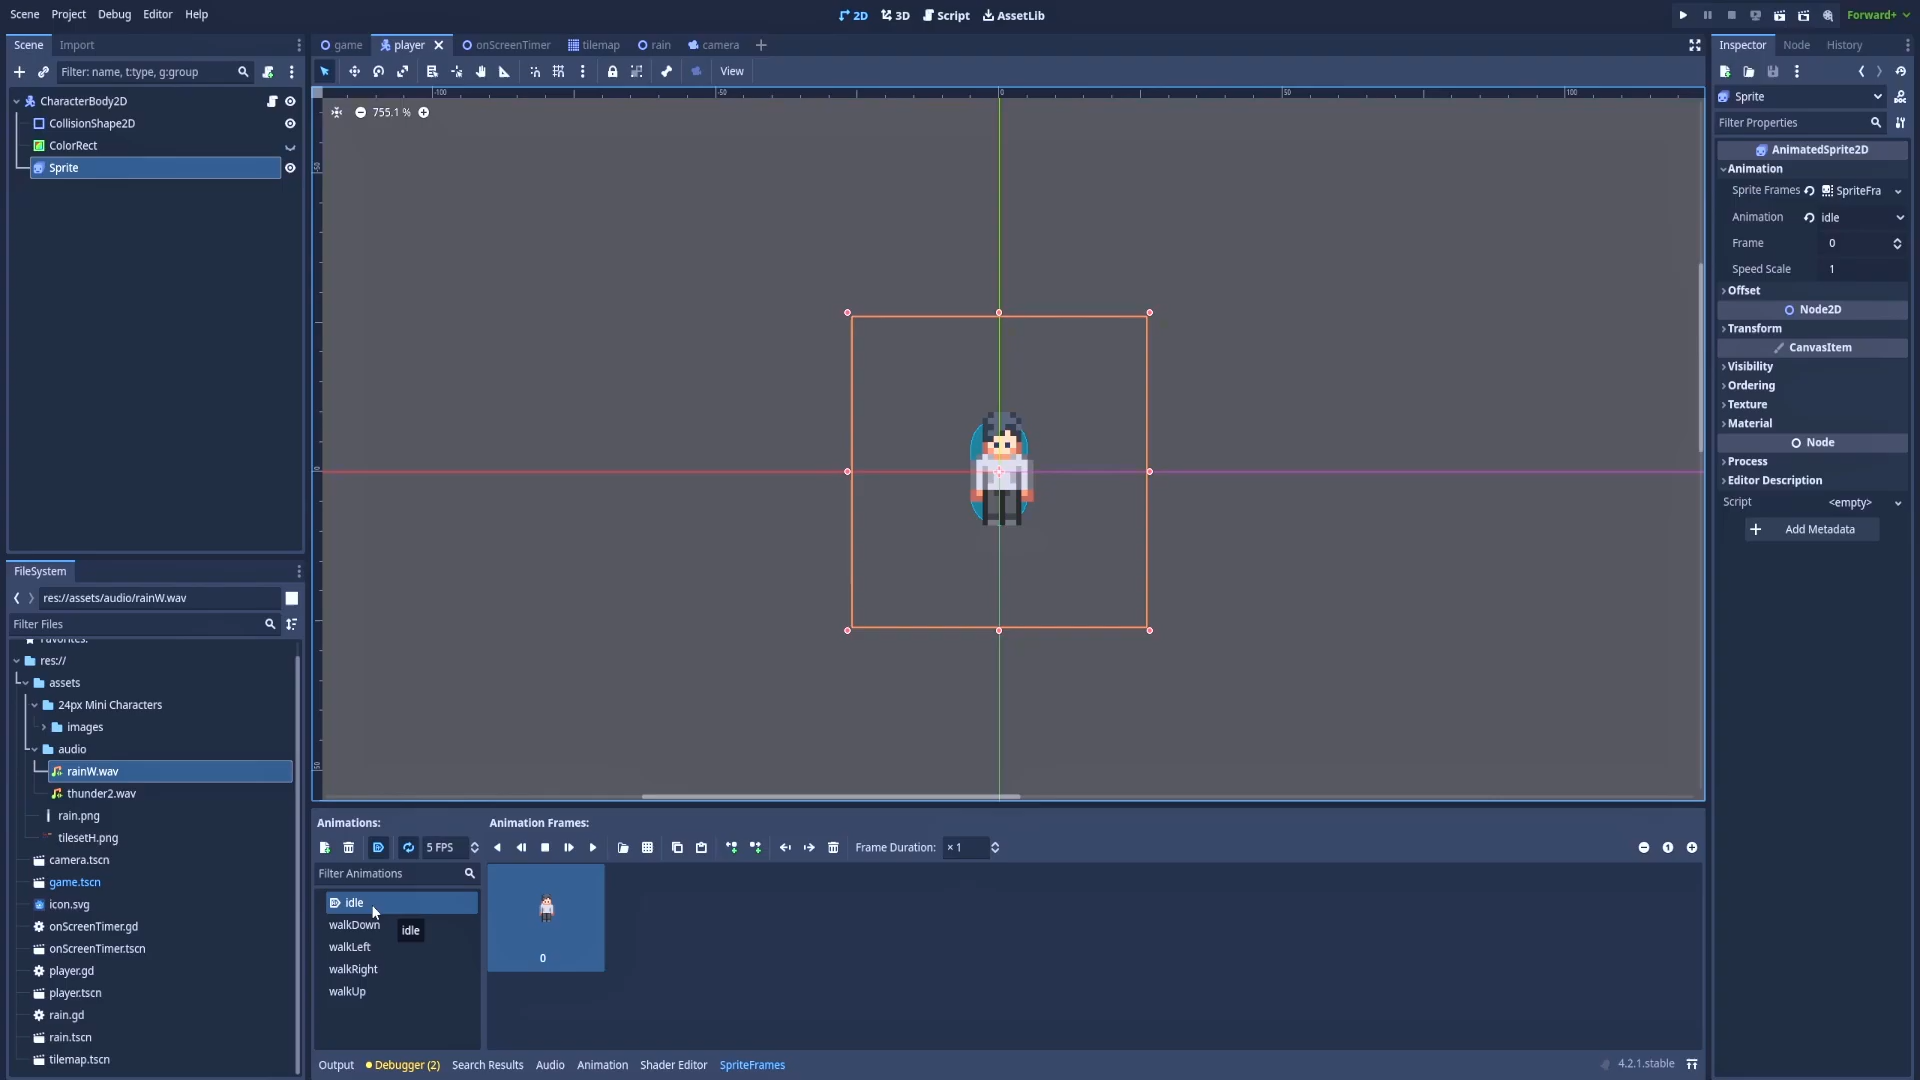 Scene Project Debug Editor Help
2D 3D Script AssetLib
Forward+
Scene Import
game player onScreenTimer tilemap rain camera
Inspector Node History
Filter: name, t:type, g:group
View
CharacterBody2D
CollisionShape2D
ColorRect
Sprite
-100 -50 0 50 100
755.1 %
Sprite
Filter Properties
AnimatedSprite2D
Animation
Sprite Frames SpriteFra
Animation idle
Frame 0
Speed Scale 1
Offset
Node2D
Transform
CanvasItem
Visibility
Ordering
Texture
Material
Node
Process
Editor Description
Script <empty>
Add Metadata
FileSystem
res://assets/audio/rainW.wav
Filter Files
Favorites:
res://
assets
24px Mini Characters
images
audio
rainW.wav
thunder2.wav
rain.png
tilesetH.png
camera.tscn
game.tscn
icon.svg
onScreenTimer.gd
onScreenTimer.tscn
player.gd
player.tscn
rain.gd
rain.tscn
tilemap.tscn
Animations: Animation Frames:
5 FPS Frame Duration: × 1
Filter Animations
idle
walkDown
idle
walkLeft
walkRight
walkUp
0
Output Debugger (2) Search Results Audio Animation Shader Editor SpriteFrames
4.2.1.stable